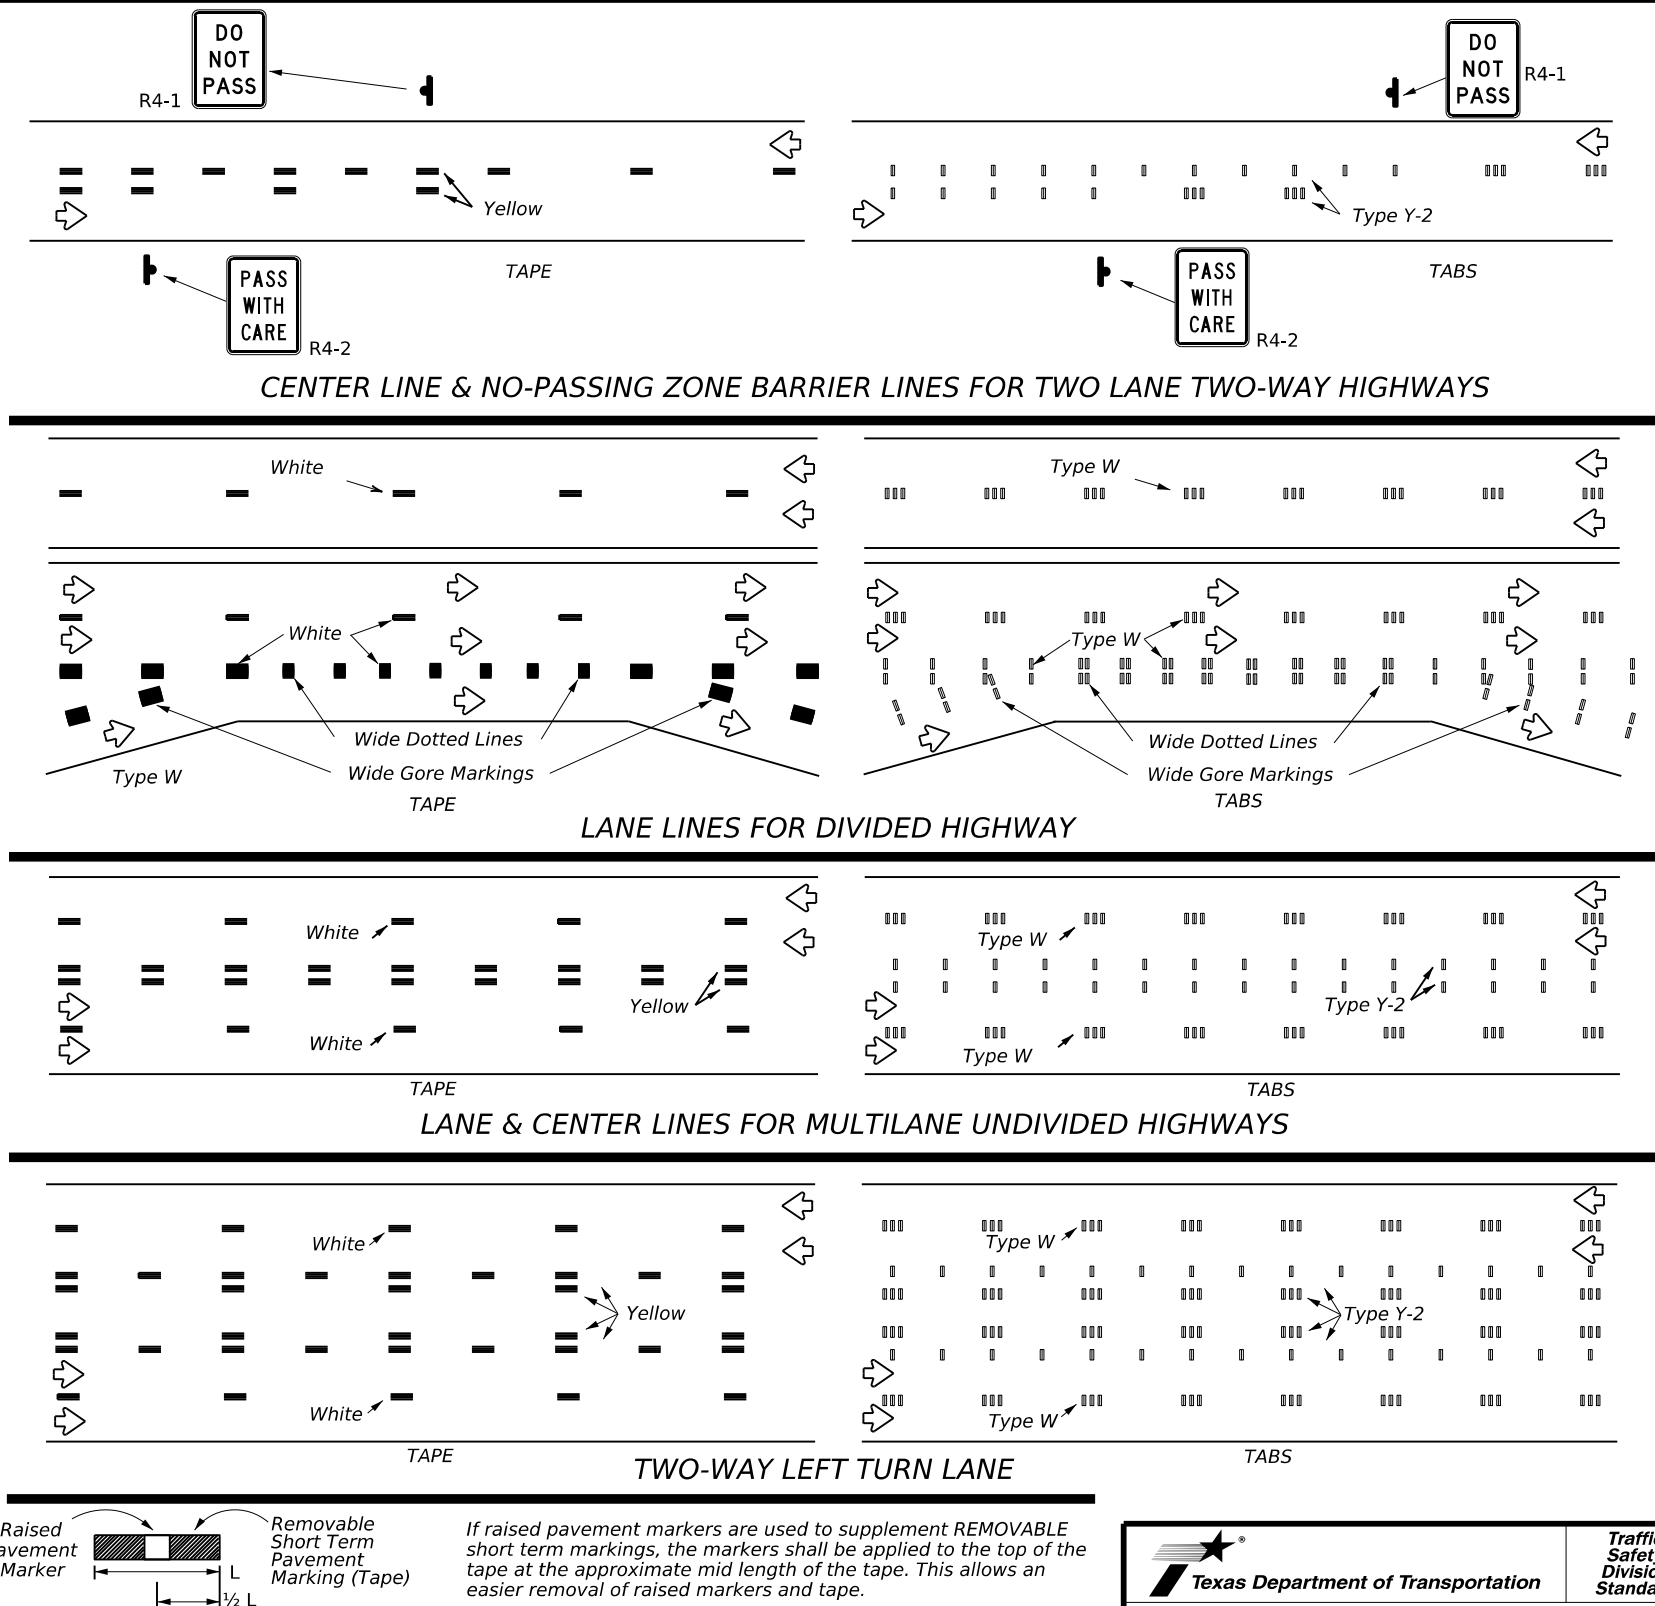 DO
NOT
PASS
R4-1
DO
NOT
PASS
R4-1
Yellow
Type Y-2
PASS
WITH
CARE
R4-2
TAPE
PASS
WITH
CARE
R4-2
TABS
CENTER LINE & NO-PASSING ZONE BARRIER LINES FOR TWO LANE TWO-WAY HIGHWAYS
White
Type W
White
Type W
Wide Dotted Lines
Wide Gore Markings
Type W
TAPE
Wide Dotted Lines
Wide Gore Markings
TABS
LANE LINES FOR DIVIDED HIGHWAY
White
Yellow
White
TAPE
Type W
Type Y-2
Type W
TABS
LANE & CENTER LINES FOR MULTILANE UNDIVIDED HIGHWAYS
White
Yellow
White
TAPE
Type W
Type Y-2
Type W
TABS
TWO-WAY LEFT TURN LANE
Raised
avement
Marker
L
½ L
Removable
Short Term
Pavement
Marking (Tape)
If raised pavement markers are used to supplement REMOVABLE
short term markings, the markers shall be applied to the top of the
tape at the approximate mid length of the tape. This allows an
easier removal of raised markers and tape.
®
Texas Department of Transportation
Traffic
Safety
Divisio
Standa